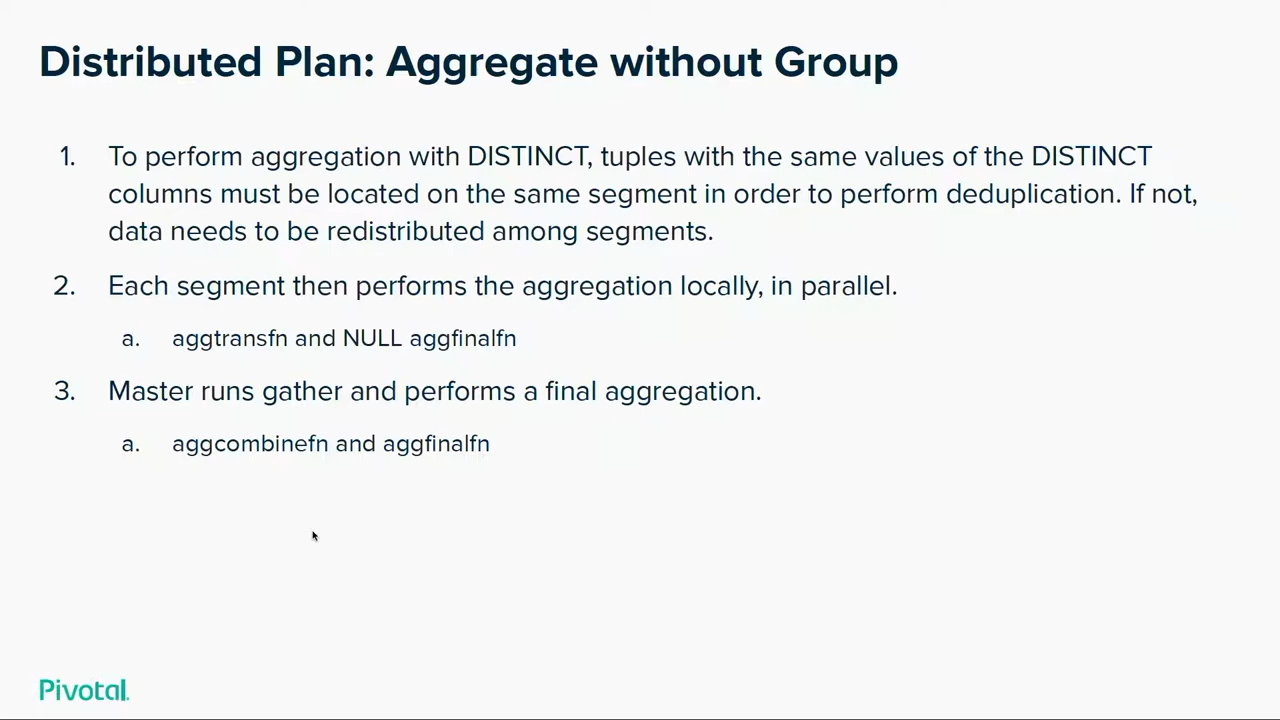 Distributed Plan: Aggregate without Group
1. To perform aggregation with DISTINCT, tuples with the same values of the DISTINCT
columns must be located on the same segment in order to perform deduplication. If not,
data needs to be redistributed among segments.
2. Each segment then performs the aggregation locally, in parallel.
a. aggtransfn and NULL aggfinalfn
3. Master runs gather and performs a final aggregation.
a. aggcombinefn and aggfinalfn
Pivotal.